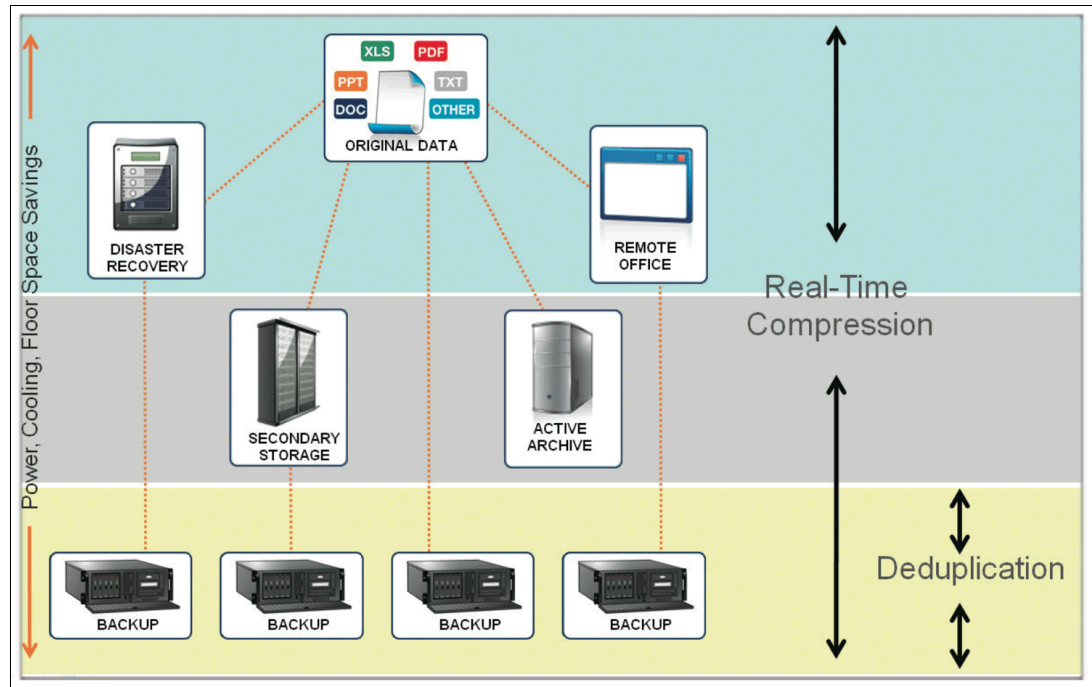 XLS
PDF
PPT
TXT
DOC
OTHER
ORIGINAL DATA
DISASTER
RECOVERY
REMOTE
OFFICE
Power, Cooling, Floor Space Savings
Real-Time
Compression
SECONDARY
STORAGE
ACTIVE
ARCHIVE
Deduplication
BACKUP
BACKUP
BACKUP
BACKUP